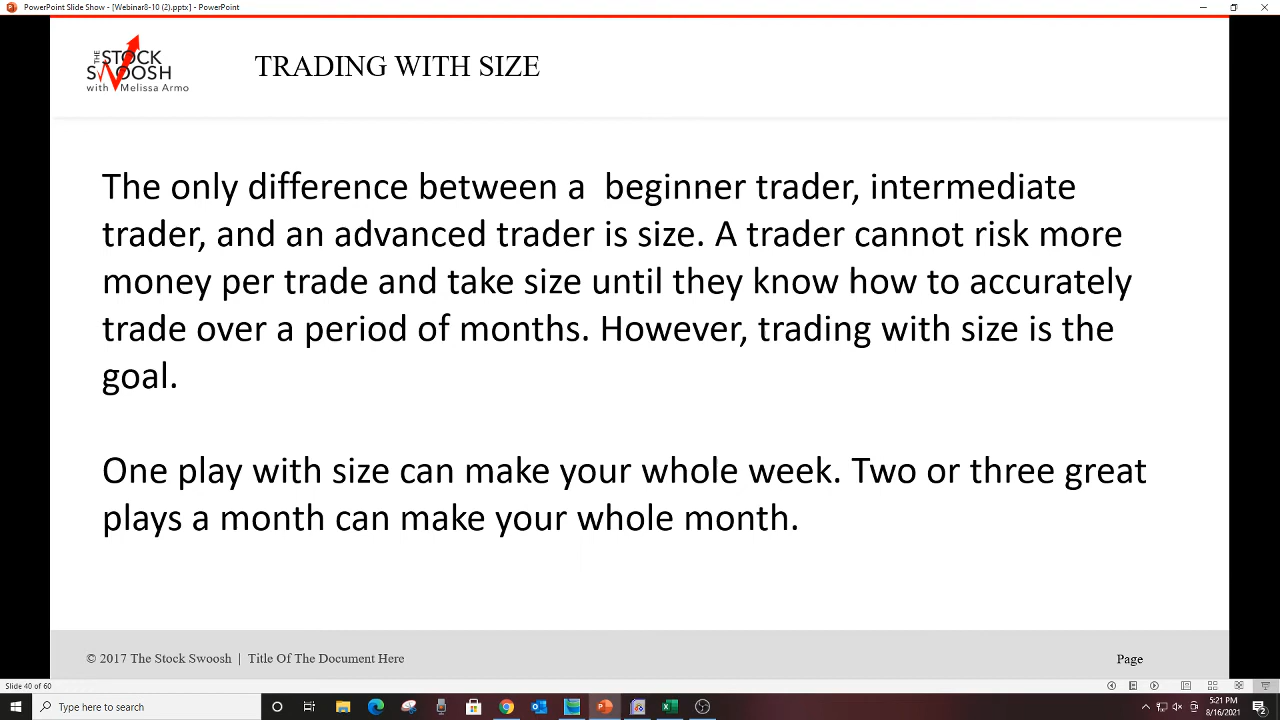 PowerPoint Slide Show - [Webinar8-10 (2).pptx] - PowerPoint
THE STOCK
SWOOSH
with Melissa Armo
TRADING WITH SIZE
The only difference between a  beginner trader, intermediate
trader, and an advanced trader is size. A trader cannot risk more
money per trade and take size until they know how to accurately
trade over a period of months. However, trading with size is the
goal.
One play with size can make your whole week. Two or three great
plays a month can make your whole month.
© 2017 The Stock Swoosh | Title Of The Document Here
Page
Slide 40 of 60
Type here to search
5:21 PM
8/16/2021
2